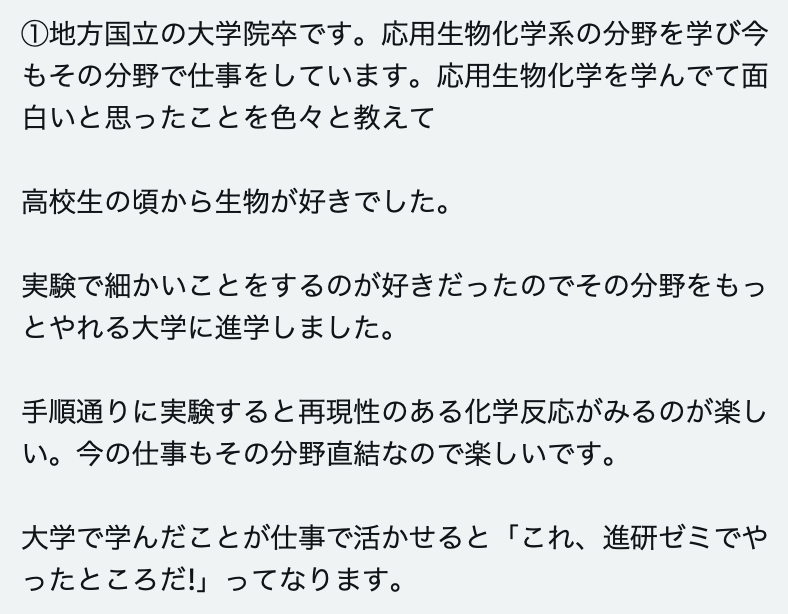 ①地方国立の大学院卒です。応用生物化学系の分野を学び今
もその分野で仕事をしています。応用生物化学を学んでて面
白いと思ったことを色々と教えて
高校生の頃から生物が好きでした。
実験で細かいことをするのが好きだったのでその分野をもっ
とやれる大学に進学しました。
手順通りに実験すると再現性のある化学反応がみるのが楽し
い。今の仕事もその分野直結なので楽しいです。
大学で学んだことが仕事で活かせると「これ、進研ゼミでや
ったところだ!」ってなります。